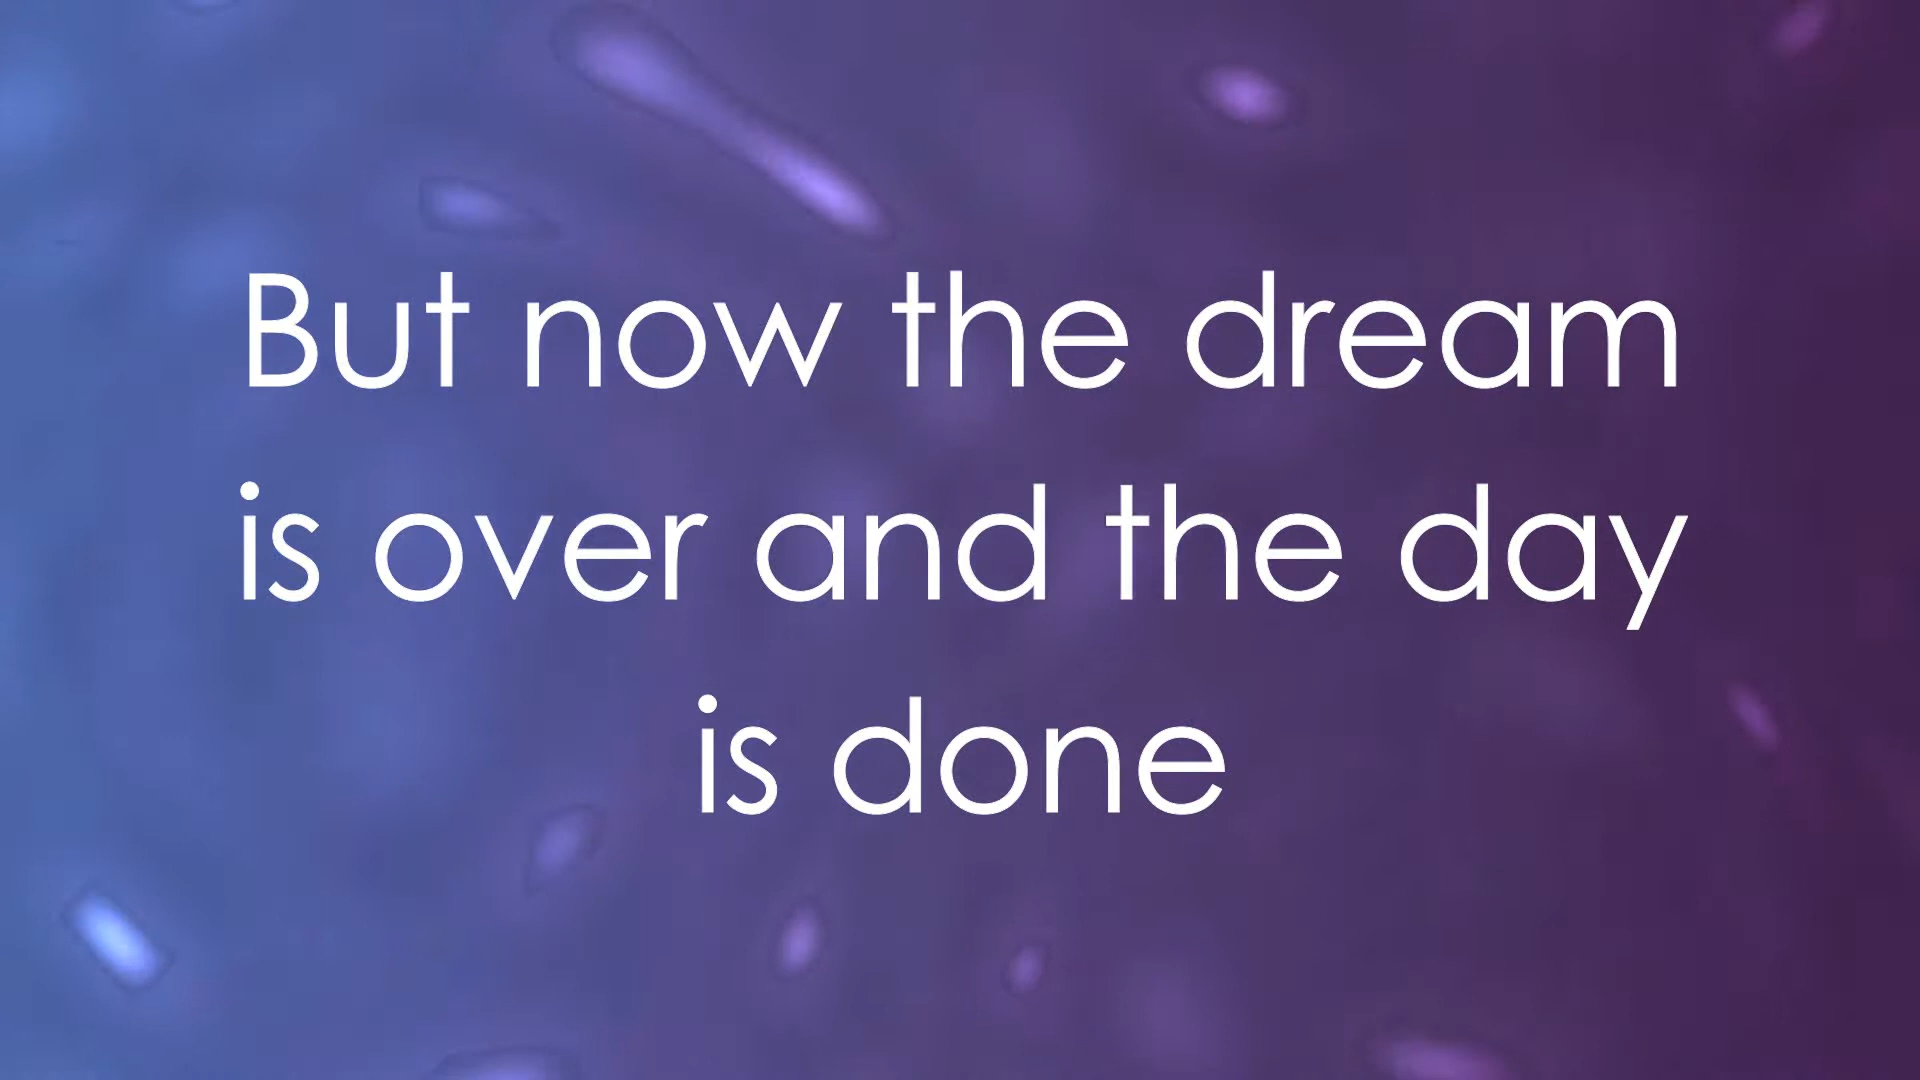 But now the dream
is over and the day
is done